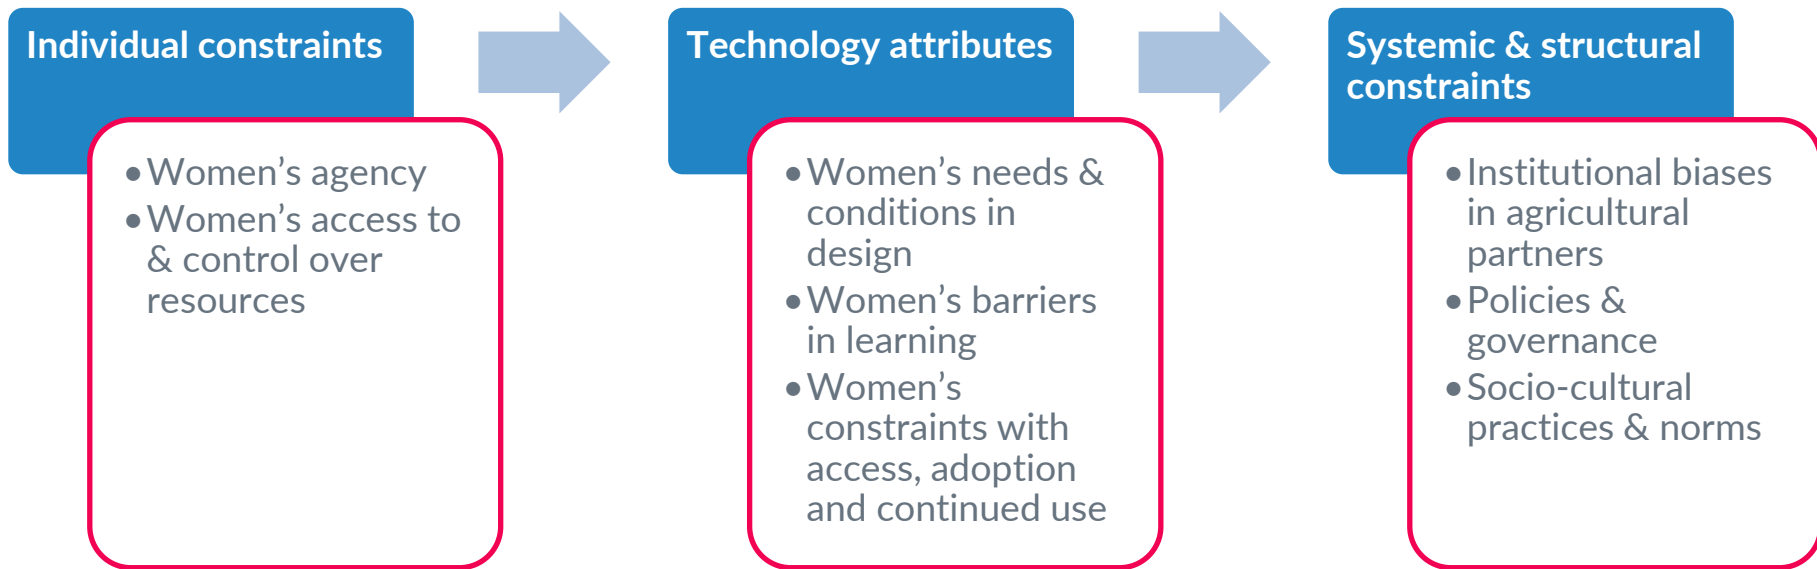 Individual constraints
• Women’s agency
• Women’s access to
& control over
resources
Technology attributes
• Women’s needs &
conditions in
design
• Women’s barriers
in learning
• Women’s
constraints with
access, adoption
and continued use
Systemic & structural
constraints
• Institutional biases
in agricultural
partners
• Policies &
governance
• Socio-cultural
practices & norms